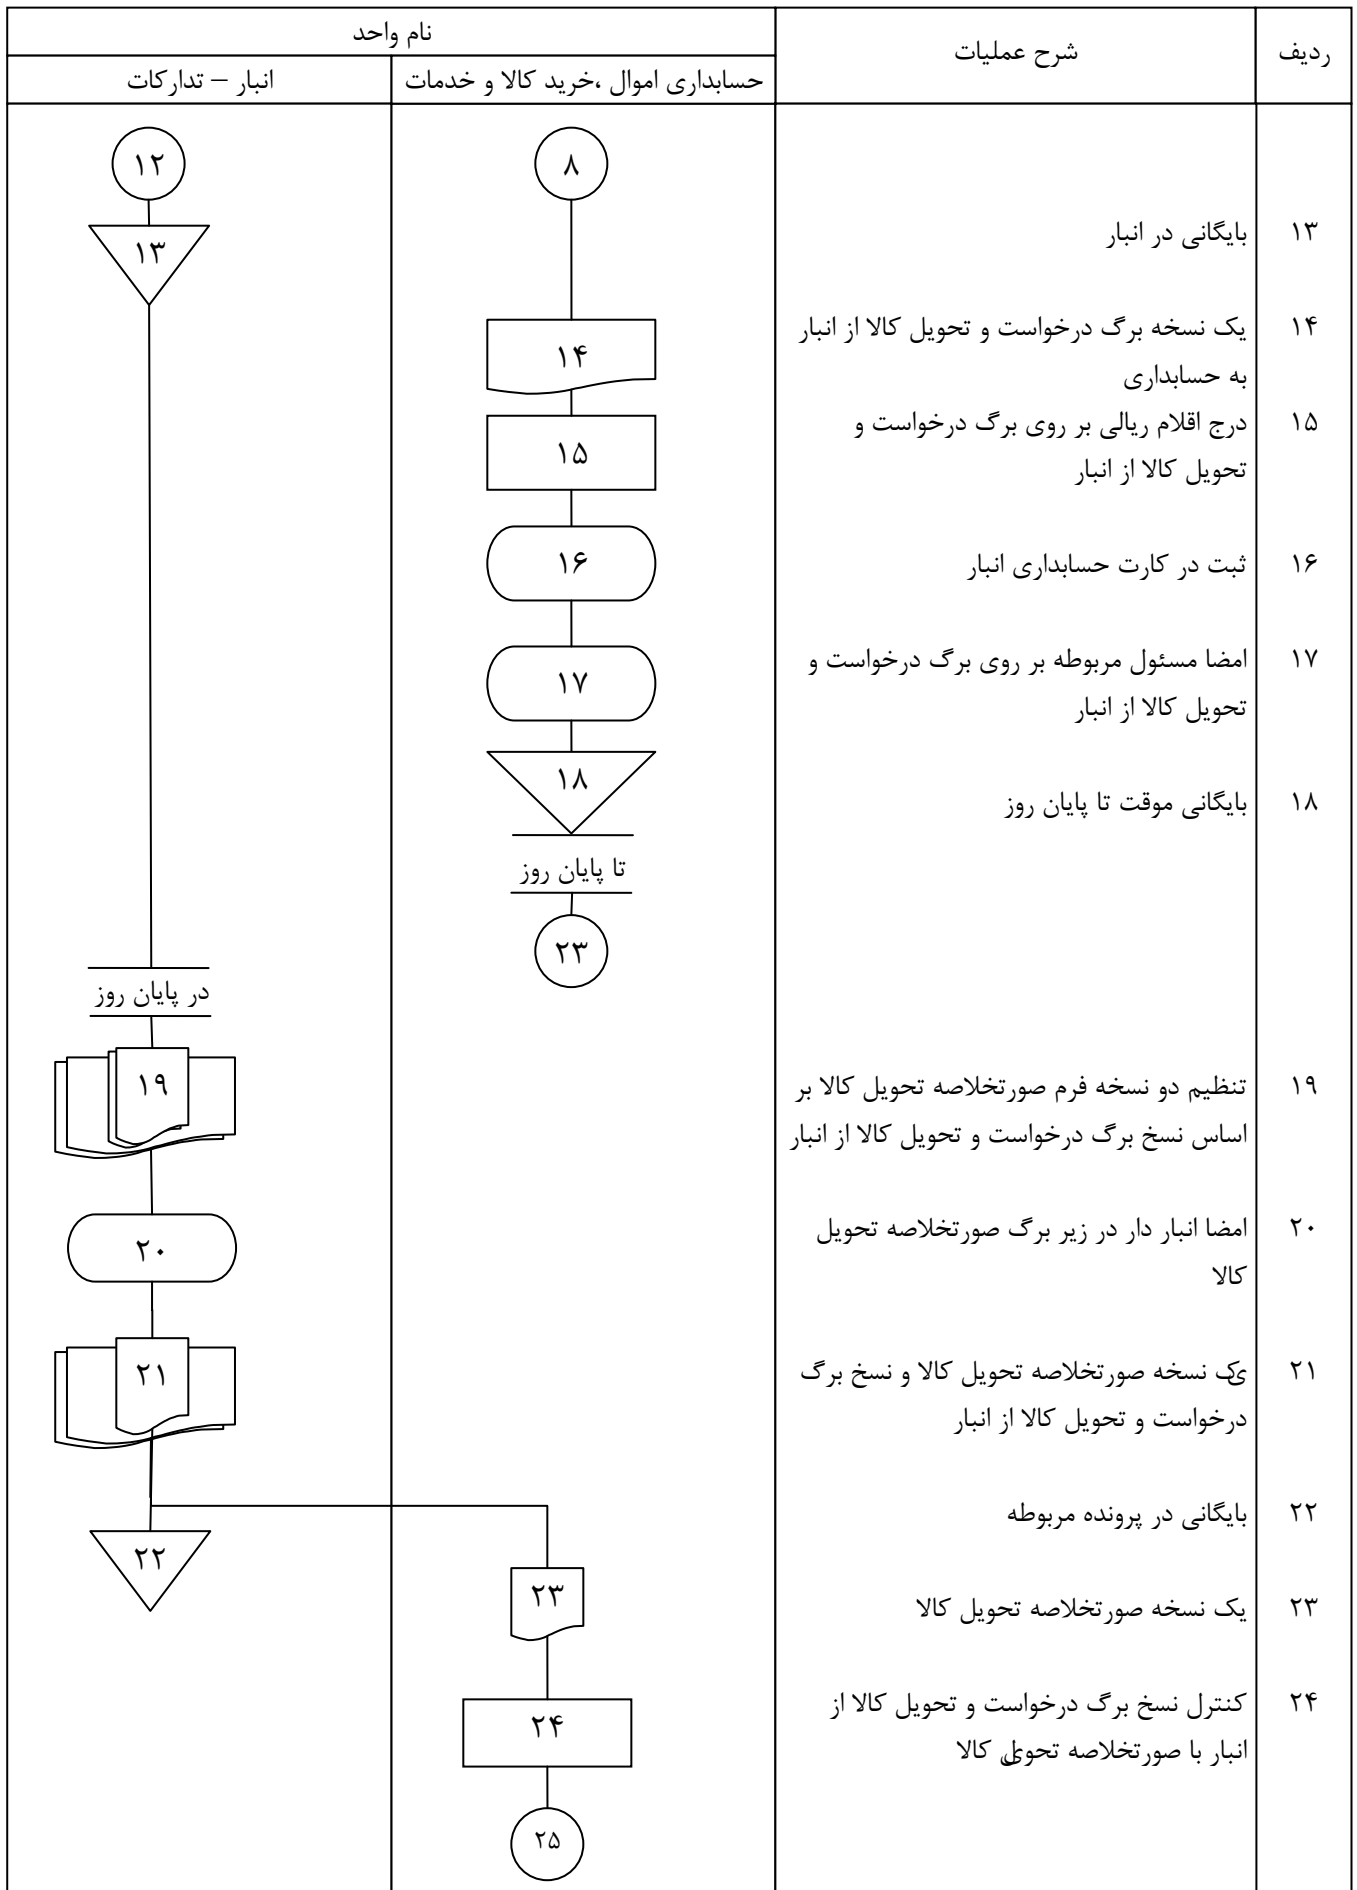 ردیف
شرح عملیات
نام واحد
حسابداری اموال ،خرید کالا و خدمات
انبار – تدارکات
۸
۱۲
۱۳
بایگانی در انبار
۱۳
۱۴
یک نسخه برگ درخواست و تحویل کالا از انبار
به حسابداری
۱۴
۱۵
درج اقلام ریالی بر روی برگ درخواست و
تحویل کالا از انبار
۱۵
۱۶
ثبت در کارت حسابداری انبار
۱۶
۱۷
امضا مسئول مربوطه بر روی برگ درخواست و
تحویل کالا از انبار
۱۷
۱۸
بایگانی موقت تا پایان روز
۱۸
تا پایان روز
۲۳
در پایان روز
۱۹
تنظیم دو نسخه فرم صورتخلاصه تحویل کالا بر
اساس نسخ برگ درخواست و تحویل کالا از انبار
۱۹
۲۰
امضا انبار دار در زیر برگ صورتخلاصه تحویل
کالا
۲۰
۲۱
یک نسخه صورتخلاصه تحویل کالا و نسخ برگ
درخواست و تحویل کالا از انبار
۲۱
۲۲
بایگانی در پرونده مربوطه
۲۲
۲۳
یک نسخه صورتخلاصه تحویل کالا
۲۳
۲۴
کنترل نسخ برگ درخواست و تحویل کالا از
انبار با صورتخلاصه تحویل کالا
۲۴
۲۵